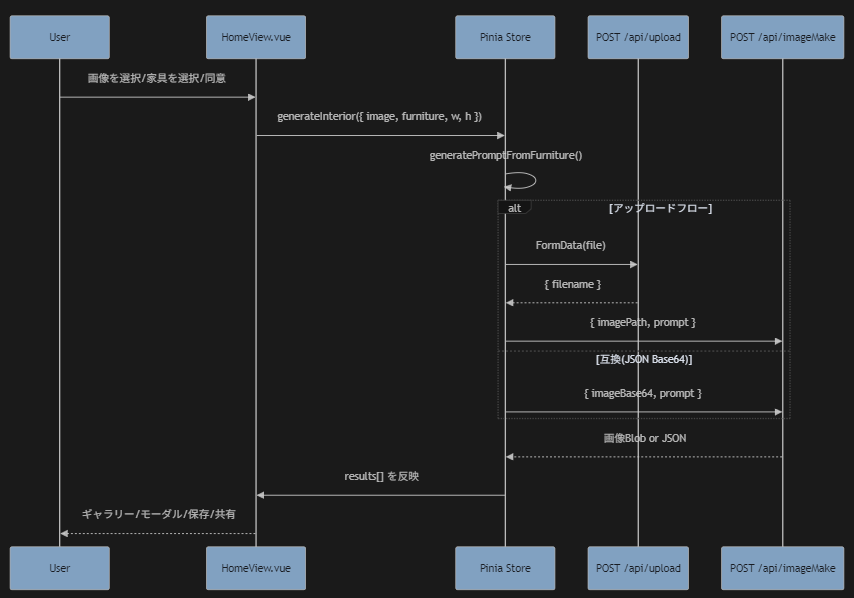 User
HomeView.vue
Pinia Store
POST /api/upload
POST /api/imageMake
画像を選択/家具を選択/同意
generateInterior({ image, furniture, w, h })
generatePromptFromFurniture()
alt
[アップロードフロー]
FormData(file)
{ filename }
{ imagePath, prompt }
[互換(JSON Base64)]
{ imageBase64, prompt }
画像Blob or JSON
results[] を反映
ギャラリー/モーダル/保存/共有
User
HomeView.vue
Pinia Store
POST /api/upload
POST /api/imageMake